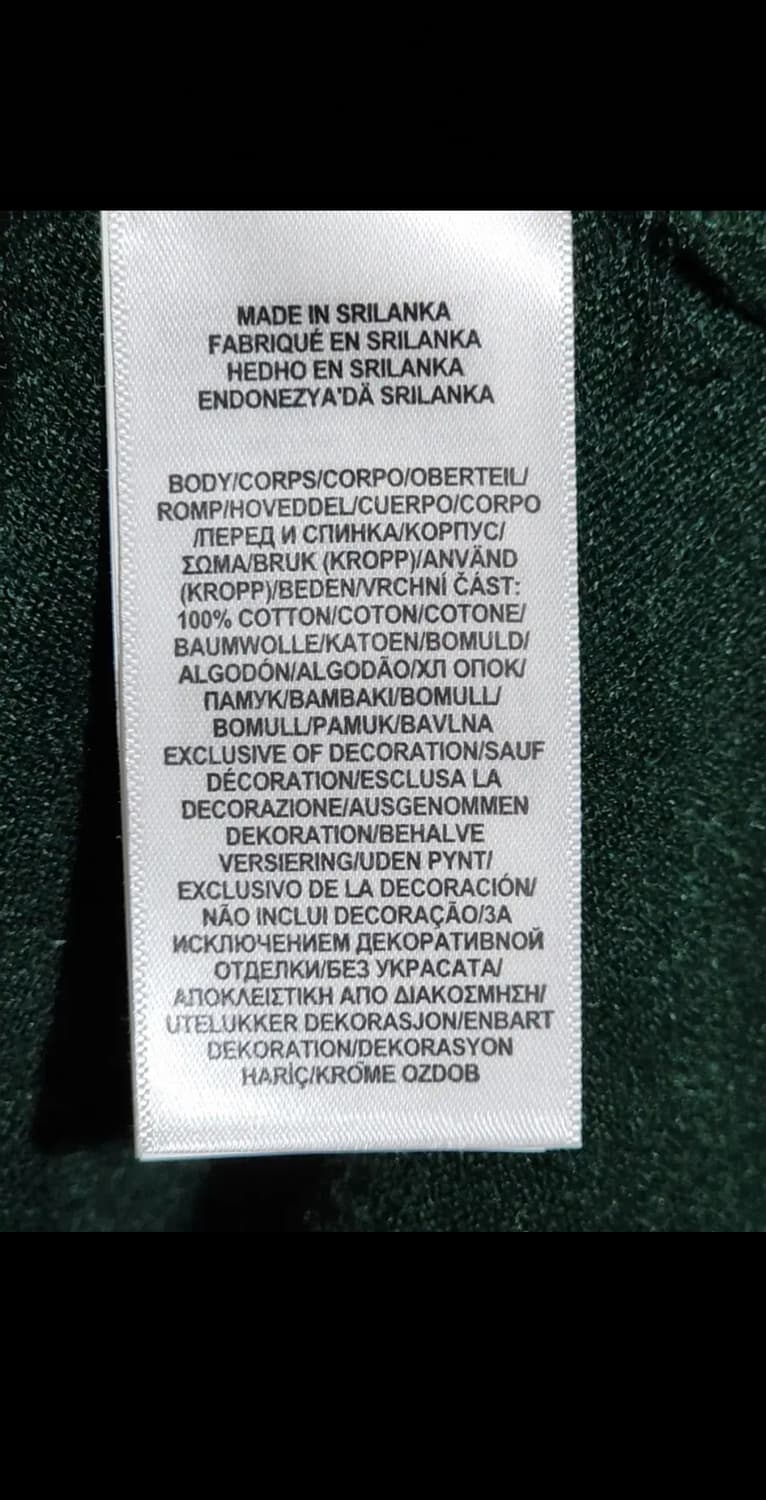 MADE IN SRILANKA
FABRIQUÉ EN SRILANKA
HEDHO EN SRILANKA
ENDONEZYA'DÄ SRILANKA
BODY/CORPS/CORPO/OBERTEIL/
ROMP/HOVEDDEL/CUERPO/CORPO
/ПЕРЕД И СПИНКА/КОРПУС/
ΣΩMA/BRUK (KROPP)/ANVÄND
(KROPP)/BEDEN/VRCHNÍ ČÁST:
100% COTTON/COTON/COTONE/
BAUMWOLLE/KATOEN/BOMULD/
ALGODÓN/ALGODÃO/ХЛ ОПОК/
ПАМУК/BAMBAKI/BOMULL/
BOMULL/PAMUK/BAVLNA
EXCLUSIVE OF DECORATION/SAUF
DÉCORATION/ESCLUSA LA
DECORAZIONE/AUSGENOMMEN
DEKORATION/BEHALVE
VERSIERING/UDEN PYNT/
EXCLUSIVO DE LA DECORACIÓN/
NÃO INCLUI DECORAÇÃO/ЗА
ИСКЛЮЧЕНИЕМ ДЕКОРАТИВНОЙ
ОТДЕЛКИ/БЕЗ УКРАСАТА/
ΑΠΟΚΛΕΙΣΤΙΚΗ ΑΠΟ ΔΙΑΚΟΣΜΗΣΗ/
UTELUKKER DEKORASJON/ENBART
DEKORATION/DEKORASYON
HARİÇ/KROM̌E OZDOB